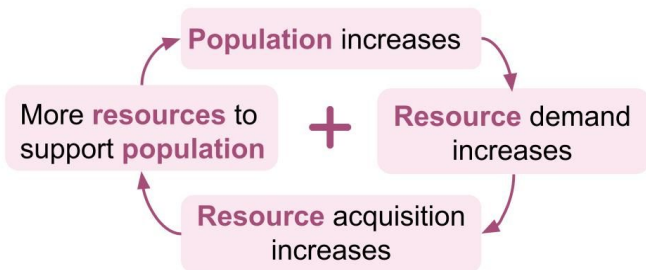 Population increases
Resource demand
increases
Resource acquisition
increases
More resources to
support population
+